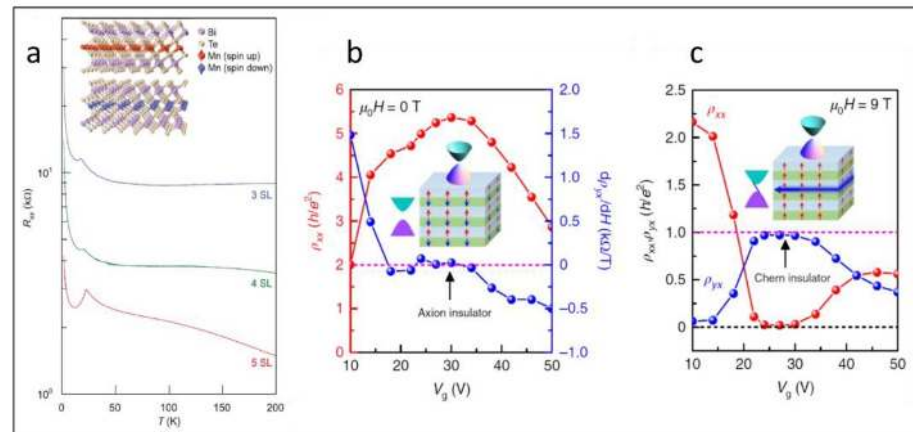 a
Bi
Te
Mn (spin up)
Mn (spin down)
10¹
10⁰
Rxx (kΩ)
3 SL
4 SL
5 SL
0
50
100
150
200
T (K)
b
μ₀H = 0 T
6
5
4
3
2
1
0
ρxx (h/e²)
2.0
1.5
1.0
0.5
0
−0.5
−1.0
dρyx/dH (kΩ/T)
Axion insulator
10
20
30
40
50
Vg (V)
c
μ₀H = 9 T
ρxx
2.5
2.0
1.5
1.0
0.5
0
ρxx,ρyx (h/e²)
ρyx
Chern insulator
10
20
30
40
50
Vg (V)